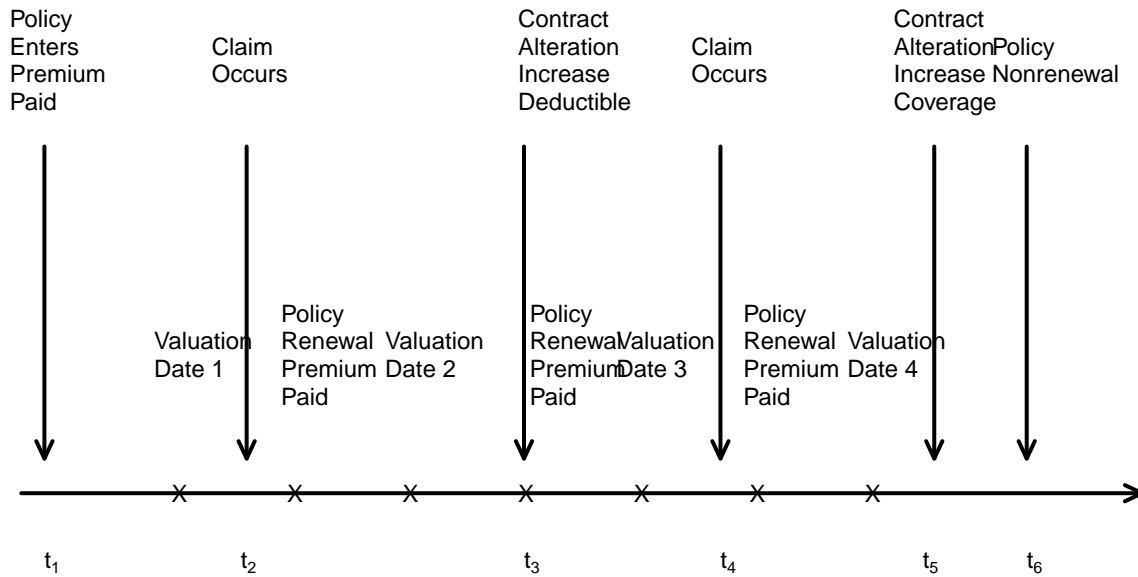 Policy
Enters
Premium
Paid
Claim
Occurs
Contract
Alteration
Increase
Deductible
Claim
Occurs
Contract
Alteration
Increase
Coverage
Policy
Nonrenewal
Valuation
Date 1
Policy
Renewal
Premium
Paid
Valuation
Date 2
Policy
Renewal
Premium
Paid
Valuation
Date 3
Policy
Renewal
Premium
Paid
Valuation
Date 4
X X X X X X X
t1 t2 t3 t4 t5 t6